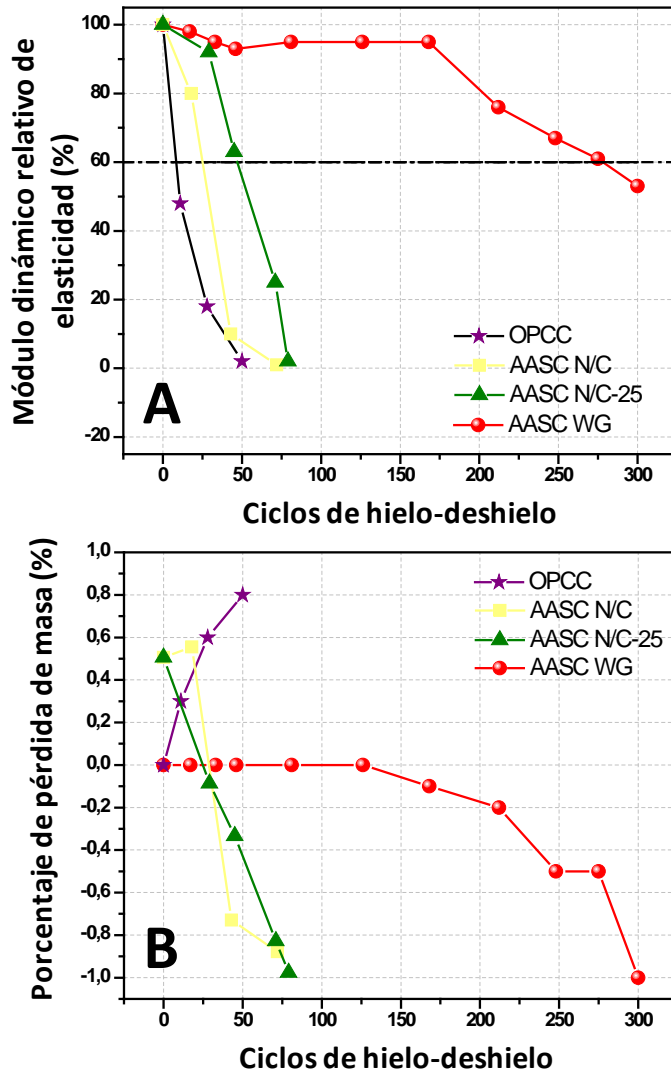 Módulo dinámico relativo de
elasticidad (%)
100
80
60
40
20
0
-20
OPCC
AASC N/C
AASC N/C-25
AASC WG
A
0 50 100 150 200 250 300
Ciclos de hielo-deshielo
Porcentaje de pérdida de masa (%)
1,0
0,8
0,6
0,4
0,2
0,0
-0,2
-0,4
-0,6
-0,8
-1,0
OPCC
AASC N/C
AASC N/C-25
AASC WG
B
0 50 100 150 200 250 300
Ciclos de hielo-deshielo